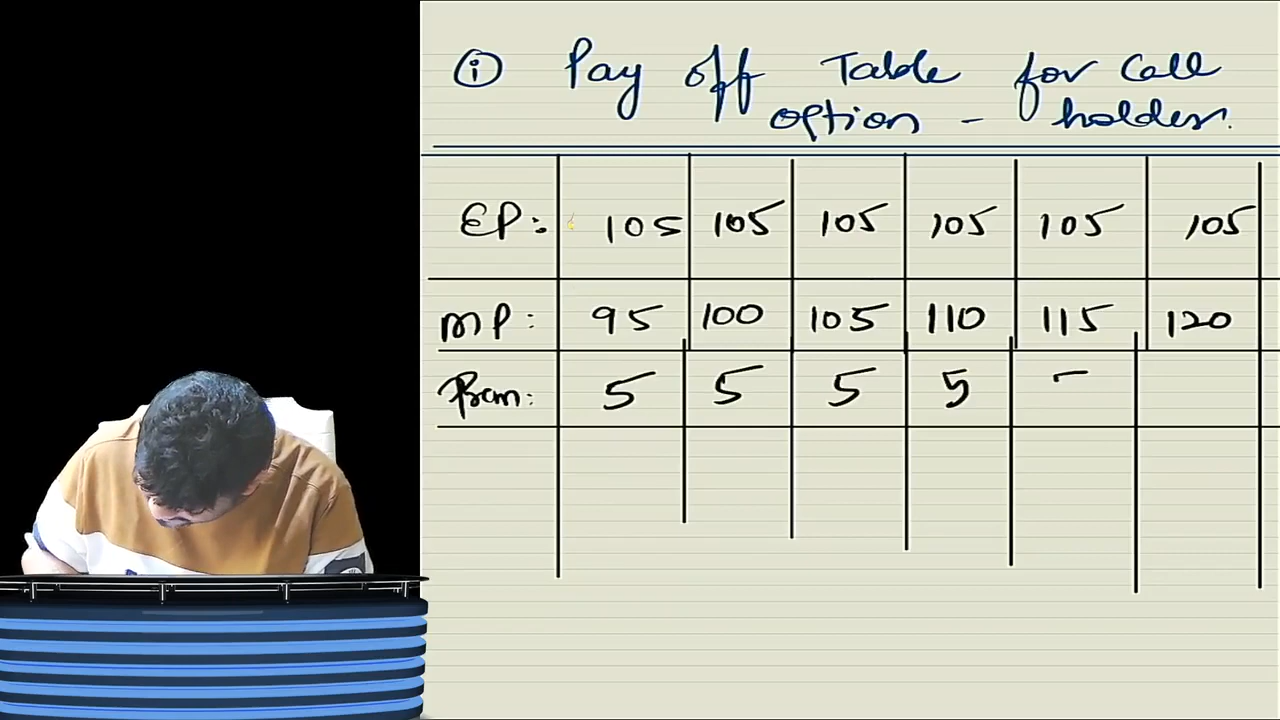 i Pay off Table for Call
option - holder.
EP: 105 105 105 105 105 105
MP: 95 100 105 110 115 120
Prem: 5 5 5 5